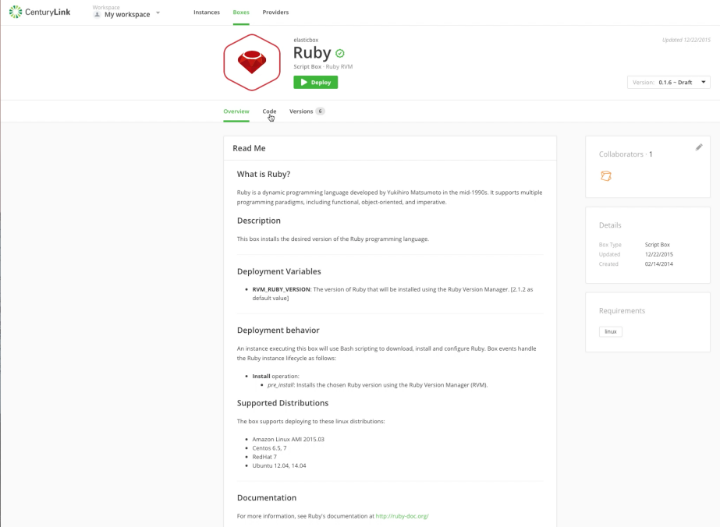 CenturyLink
Workspace
My workspace
Instances
Boxes
Providers
elasticbox
Ruby
Updated 12/22/2015
Script Box · Ruby RVM
Deploy
Version: 0.1.6 – Draft
Overview
Code
Versions 6
Read Me
What is Ruby?
Ruby is a dynamic programming language developed by Yukihiro Matsumoto in the mid-1990s. It supports multiple
programming paradigms, including functional, object-oriented, and imperative.
Description
This box installs the desired version of the Ruby programming language.
Deployment Variables
• RVM_RUBY_VERSION: The version of Ruby that will be installed using the Ruby Version Manager. [2.1.2 as
default value]
Deployment behavior
An instance executing this box will use Bash scripting to download, install and configure Ruby. Box events handle
the Ruby instance lifecycle as follows:
• Install operation:
• pre_install: Installs the chosen Ruby version using the Ruby Version Manager (RVM).
Supported Distributions
The box supports deploying to these linux distributions:
• Amazon Linux AMI 2015.03
• Centos 6.5, 7
• RedHat 7
• Ubuntu 12.04, 14.04
Documentation
For more information, see Ruby's documentation at http://ruby-doc.org/
Collaborators · 1
Details
Box Type Script Box
Updated 12/22/2015
Created 02/14/2014
Requirements
linux